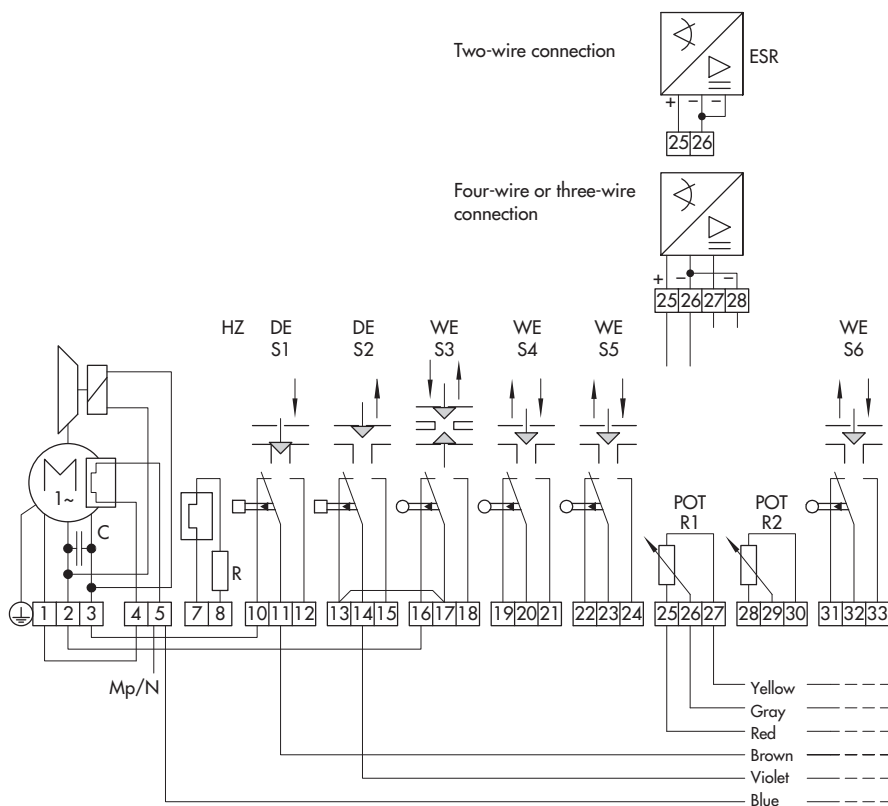 Two-wire connection
ESR
+ − −
25 26
Four-wire or three-wire
connection
+ − −
25 26 27 28
HZ DE DE WE WE WE WE
S1 S2 S3 S4 S5 S6
M
1~
C
R
POT
R1
POT
R2
1 2 3 4 5 7 8 10 11 12 13 14 15 16 17 18 19 20 21 22 23 24 25 26 27 28 29 30 31 32 33
Mp/N
Yellow
Gray
Red
Brown
Violet
Blue